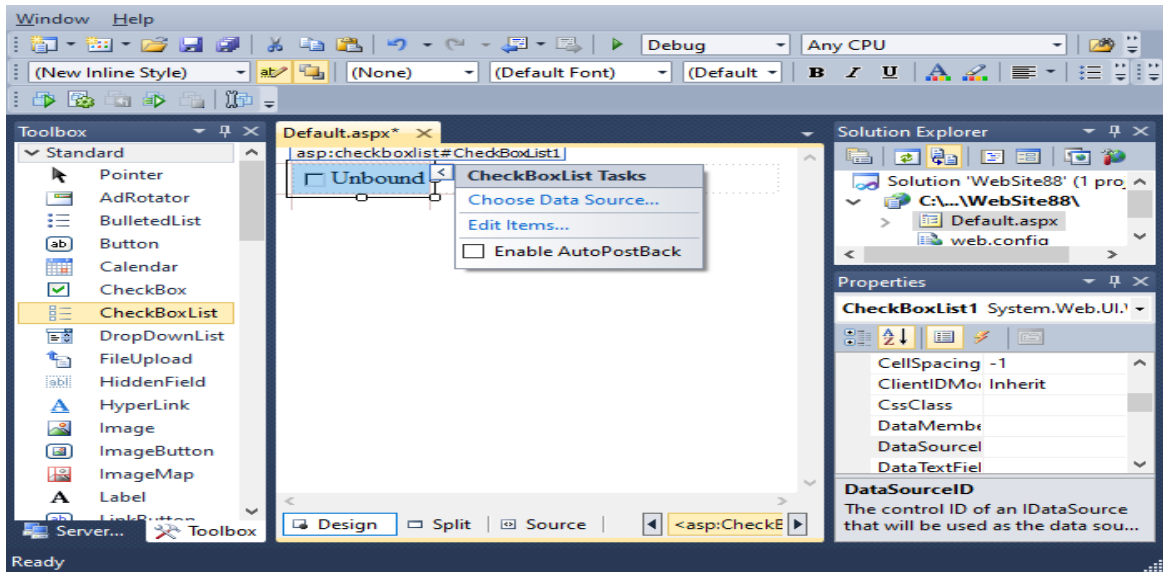 Window Help
Debug Any CPU
(New Inline Style) (None) (Default Font) (Default B I U A
Toolbox
Standard
Pointer
AdRotator
BulletedList
Button
Calendar
CheckBox
CheckBoxList
DropDownList
FileUpload
HiddenField
HyperLink
Image
ImageButton
ImageMap
Label
LinkButton
Server... Toolbox
Default.aspx*
asp:checkboxlist#CheckBoxList1
Unbound
CheckBoxList Tasks
Choose Data Source...
Edit Items...
Enable AutoPostBack
Design Split Source <asp:CheckE
Solution Explorer
Solution 'WebSite88' (1 proj
C:\...\WebSite88\
Default.aspx
web.config
Properties
CheckBoxList1 System.Web.UI.
CellSpacing -1
ClientIDMo Inherit
CssClass
DataMembe
DataSourceI
DataTextFiel
DataSourceID
The control ID of an IDataSource
that will be used as the data sou...
Ready